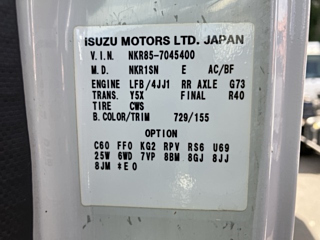 ISUZU MOTORS LTD. JAPAN
V.I.N. NKR85-7045400
M.D. NKR1SN E AC/BF
ENGINE LFB/4JJ1 RR AXLE G73
TRANS. Y5X FINAL R40
TIRE CWS
B.COLOR/TRIM 729/155
OPTION
C60 FF0 KG2 RPV RS6 U69
25W 6WD 7VP 8BM 8GJ 8JJ
8JM *E0